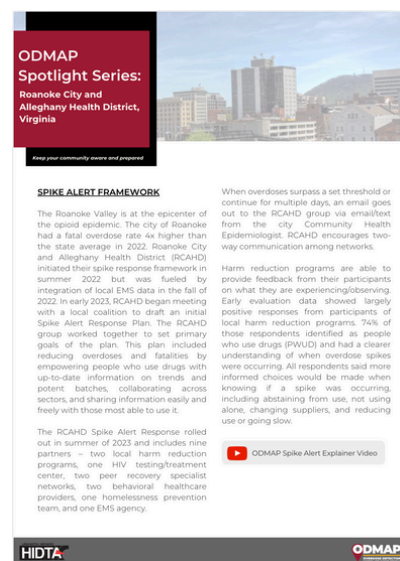 ODMAP
Spotlight Series:
Roanoke City and
Alleghany Health District,
Virginia
Keep your community aware and prepared
SPIKE ALERT FRAMEWORK
The Roanoke Valley is at the epicenter of
the opioid epidemic. The city of Roanoke
had a fatal overdose rate 4x higher than
the state average in 2022. Roanoke City
and Alleghany Health District (RCAHD)
initiated their spike response framework in
summer 2022 but was fueled by
integration of local EMS data in the fall of
2022. In early 2023, RCAHD began meeting
with a local coalition to draft an initial
Spike Alert Response Plan. The RCAHD
group worked together to set primary
goals of the plan. This plan included
reducing overdoses and fatalities by
empowering people who use drugs with
up-to-date information on trends and
potent batches, collaborating across
sectors, and sharing information easily and
freely with those most able to use it.
The RCAHD Spike Alert Response rolled
out in summer of 2023 and includes nine
partners – two local harm reduction
programs, one HIV testing/treatment
center, two peer recovery specialist
networks, two behavioral healthcare
providers, one homelessness prevention
team, and one EMS agency.
When overdoses surpass a set threshold or
continue for multiple days, an email goes
out to the RCAHD group via email/text
from the city Community Health
Epidemiologist. RCAHD encourages two-
way communication among networks.
Harm reduction programs are able to
provide feedback from their participants
on what they are experiencing/observing.
Early evaluation data showed largely
positive responses from participants of
local harm reduction programs. 74% of
those respondents identified as people
who use drugs (PWUD) and had a clearer
understanding of when overdose spikes
were occurring. All respondents said more
informed choices would be made when
knowing if a spike was occurring,
including abstaining from use, not using
alone, changing suppliers, and reducing
use or going slow.
ODMAP Spike Alert Explainer Video
HIDTA
ODMAP